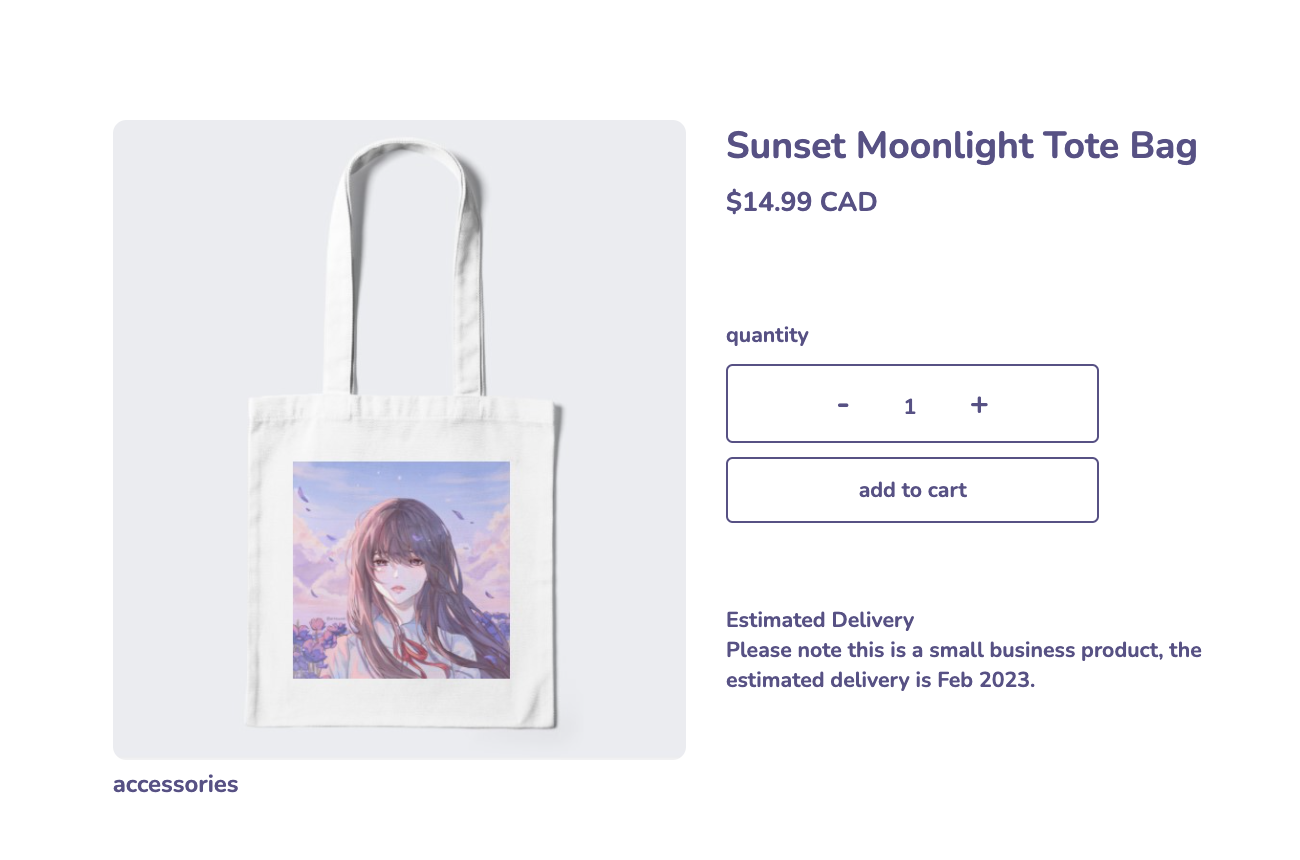 Sunset Moonlight Tote Bag
$14.99 CAD
quantity
- 1 +
add to cart
Estimated Delivery
Please note this is a small business product, the
estimated delivery is Feb 2023.
accessories